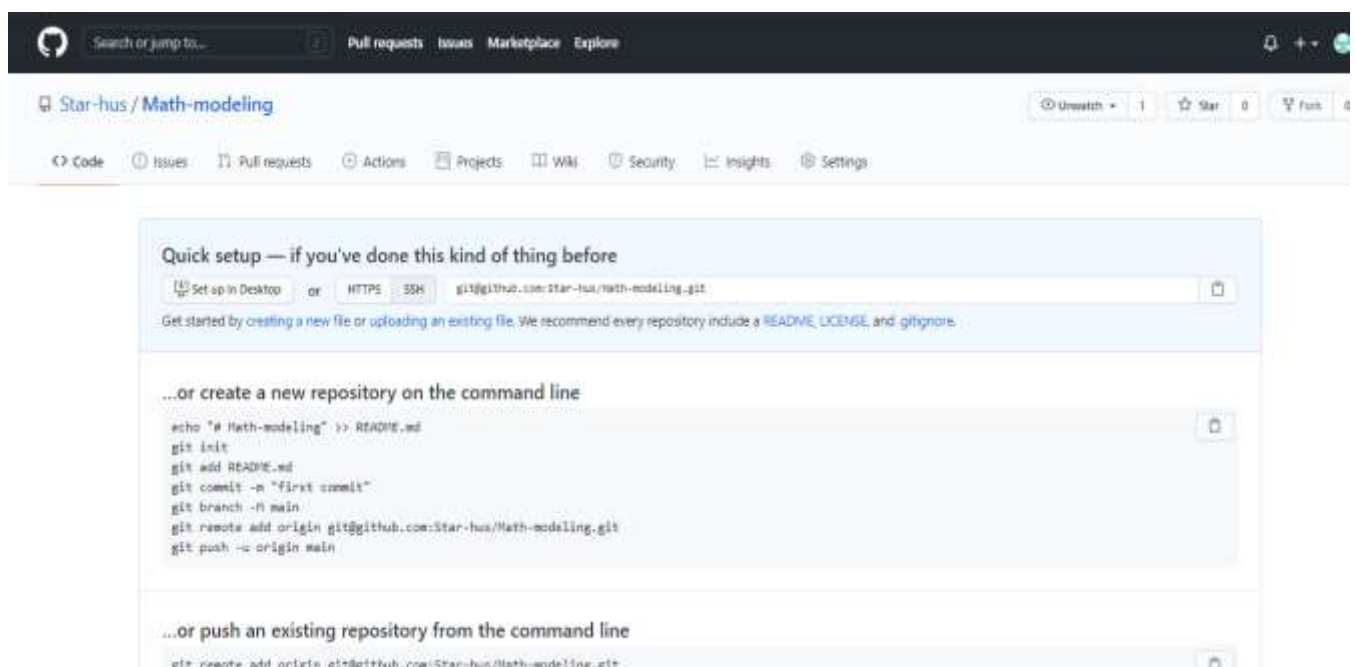 Search or jump to...
/
Pull requests Issues Marketplace Explore
Star-hus / Math-modeling
Unwatch 1 Star 0 Fork 0
Code Issues Pull requests Actions Projects Wiki Security Insights Settings
Quick setup — if you've done this kind of thing before
Set up in Desktop or HTTPS SSH git@github.com:Star-hus/Math-modeling.git
Get started by creating a new file or uploading an existing file. We recommend every repository include a README, LICENSE, and .gitignore.
...or create a new repository on the command line
echo "# Math-modeling" >> README.md
git init
git add README.md
git commit -m "first commit"
git branch -M main
git remote add origin git@github.com:Star-hus/Math-modeling.git
git push -u origin main
...or push an existing repository from the command line
git remote add origin git@github.com:Star-hus/Math-modeling.git